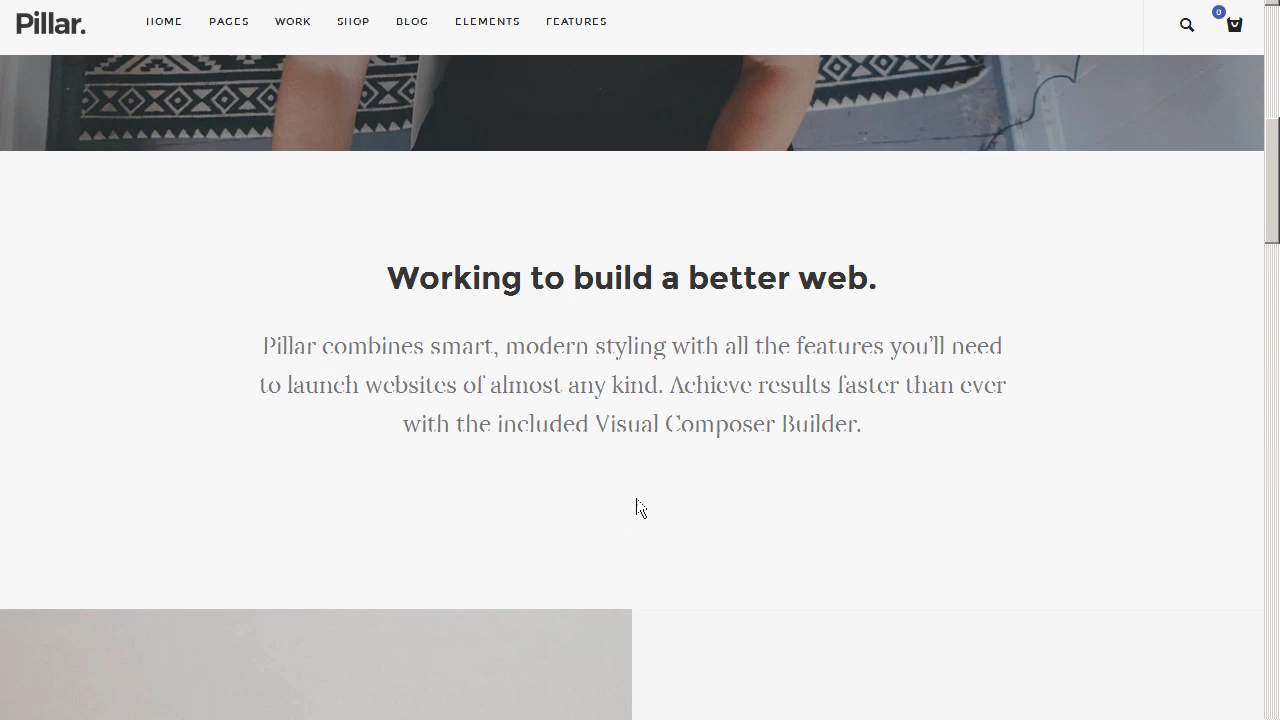 Pillar.
HOME PAGES WORK SHOP BLOG ELEMENTS FEATURES
0
Working to build a better web.
Pillar combines smart, modern styling with all the features you'll need
to launch websites of almost any kind. Achieve results faster than ever
with the included Visual Composer Builder.